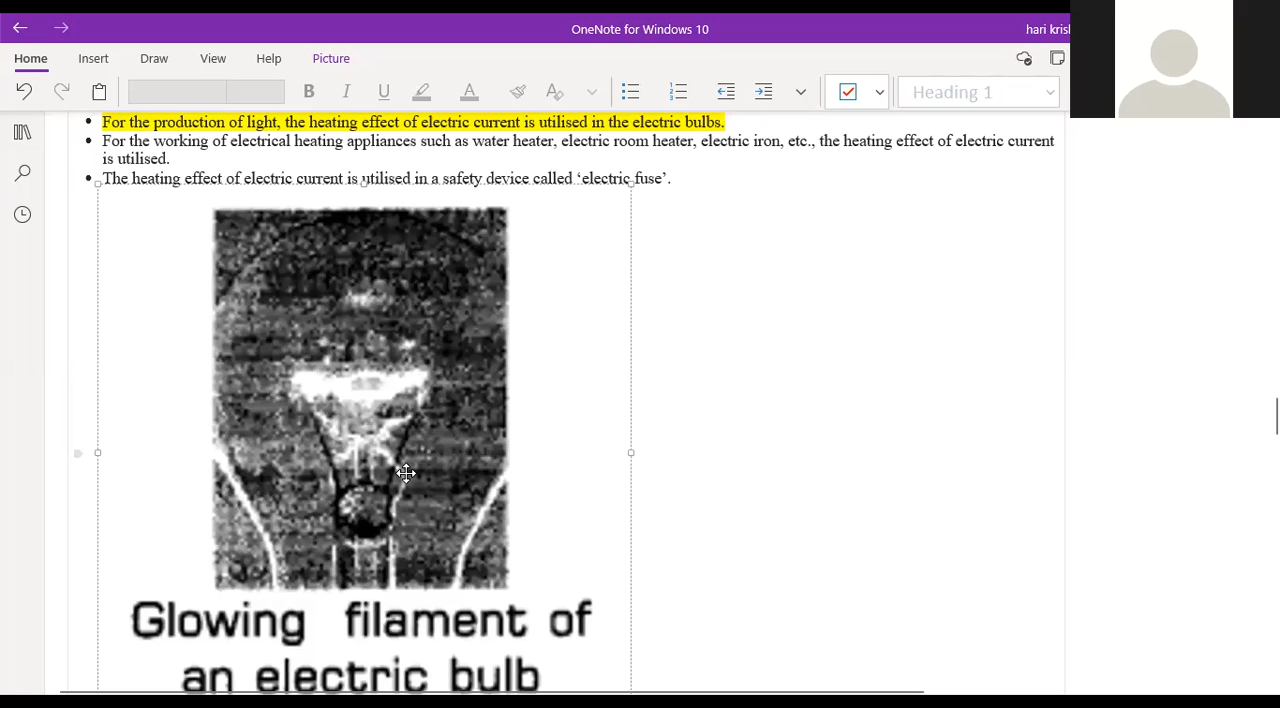 OneNote for Windows 10
hari krish
Home Insert Draw View Help Picture
B I U A Heading 1
For the production of light, the heating effect of electric current is utilised in the electric bulbs.
For the working of electrical heating appliances such as water heater, electric room heater, electric iron, etc., the heating effect of electric current
is utilised.
The heating effect of electric current is utilised in a safety device called ‘electric fuse’.
Glowing filament of
an electric bulb